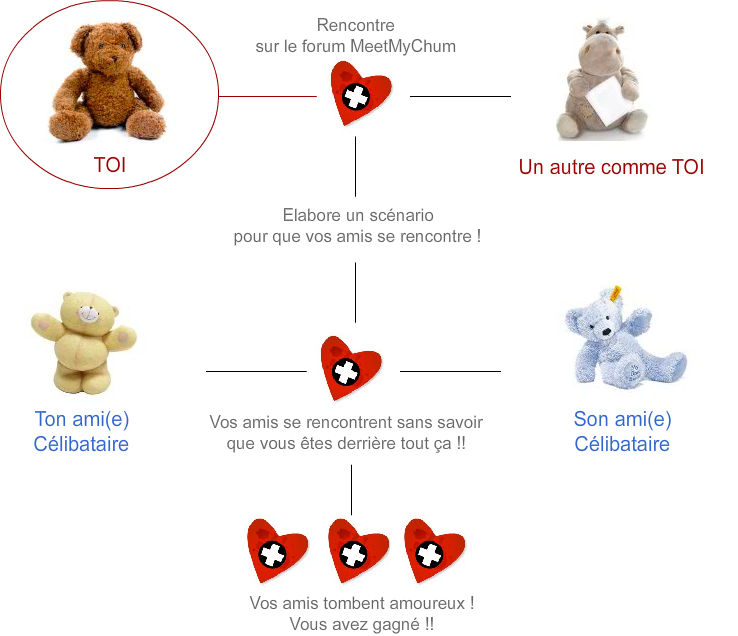 Rencontre
sur le forum MeetMyChum
TOI
Un autre comme TOI
Elabore un scénario
pour que vos amis se rencontre !
Ton ami(e)
Célibataire
Vos amis se rencontrent sans savoir
que vous êtes derrière tout ça !!
Son ami(e)
Célibataire
Vos amis tombent amoureux !
Vous avez gagné !!